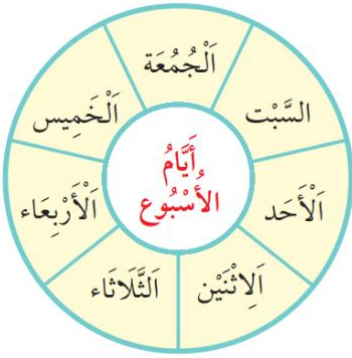 أَيَّامُ
الأُسْبُوع
اَلْجُمُعَة
السَّبْت
اَلْأَحَد
اَلِاثْنَيْن
اَلثَّلَاثَاء
اَلْأَرْبِعَاء
اَلْخَمِيس